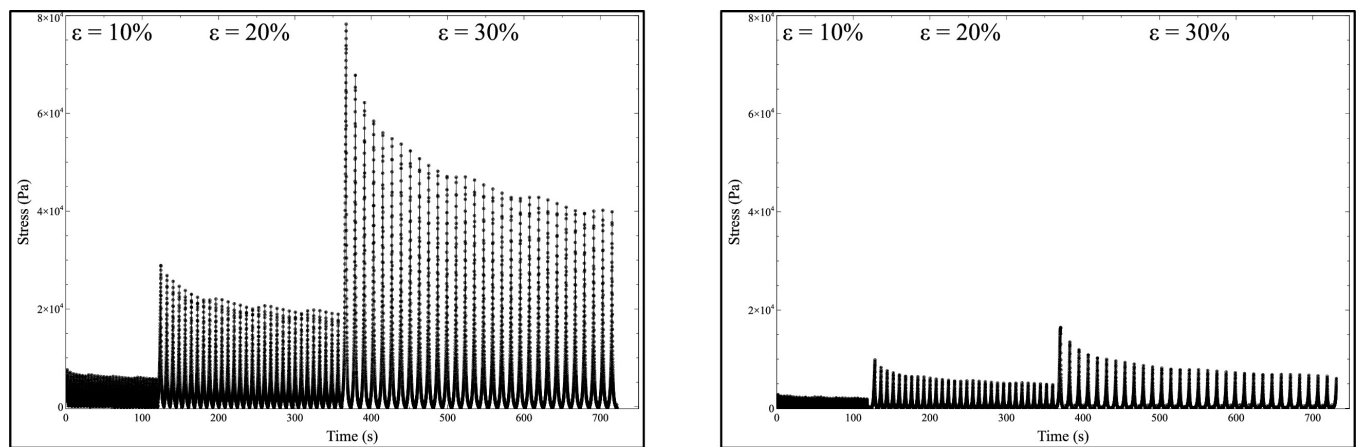 8×10⁴
ε = 10% ε = 20% ε = 30%
6×10⁴
4×10⁴
2×10⁴
0
Stress (Pa)
0 100 200 300 400 500 600 700
Time (s)
8×10⁴
ε = 10% ε = 20% ε = 30%
6×10⁴
4×10⁴
2×10⁴
0
Stress (Pa)
0 100 200 300 400 500 600 700
Time (s)